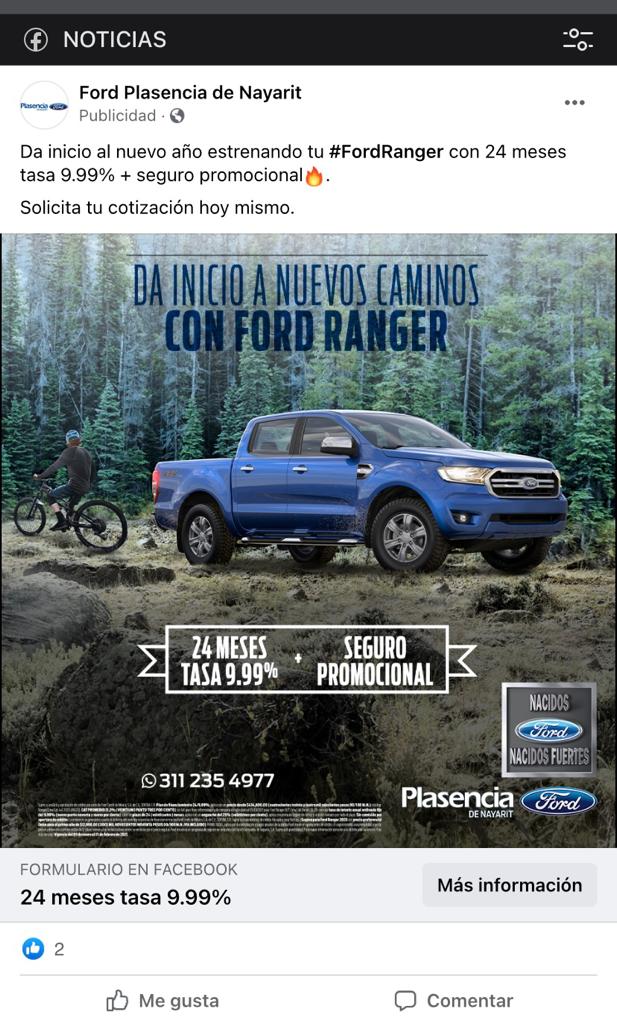 NOTICIAS
Ford Plasencia de Nayarit
Publicidad ·
Da inicio al nuevo año estrenando tu #FordRanger con 24 meses
tasa 9.99% + seguro promocional🔥.
Solicita tu cotización hoy mismo.
DA INICIO A NUEVOS CAMINOS
CON FORD RANGER
24 MESES
TASA 9.99%
+
SEGURO
PROMOCIONAL
NACIDOS
Ford
NACIDOS FUERTES
311 235 4977
Plasencia
DE NAYARIT
Ford
FORMULARIO EN FACEBOOK
24 meses tasa 9.99%
Más información
2
Me gusta
Comentar